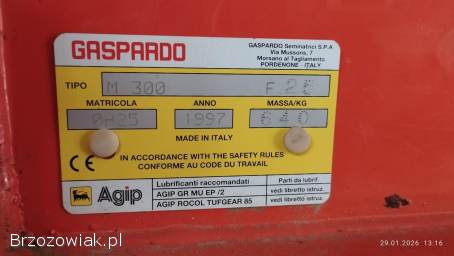 GASPARDO
GASPARDO Seminatrici S.P.A
Via Mussons, 7
Morsano al Tagliamento
PORDENONE - ITALY
TIPO M 300
MATRICOLA ANNO MASSA/KG
1997 640
MADE IN ITALY
CE IN ACCORDANCE WITH THE SAFETY RULES
CONFORME AU CODE DU TRAVAIL
Agip
Lubrificanti raccomandati Parti da lubrif.
AGIP GR MU EP /2 vedi libretto istruz.
AGIP ROCOL TUFGEAR 85 vedi libretto istruz.
Brzozowiak.pl
29.01.2026 13:16